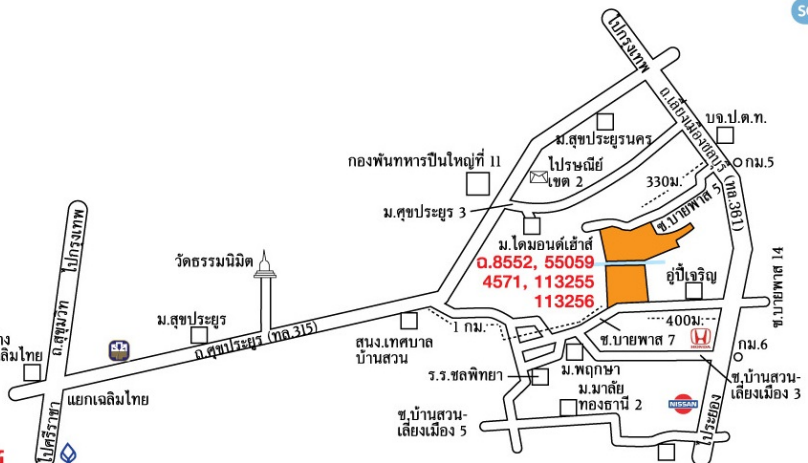 ไปกรุงเทพ
ถ.เลี่ยงเมืองชลบุรี (ทล.361)
บจ.ป.ต.ท.
กม.5
ม.สุขประยูรนคร
กองพันทหารปืนใหญ่ที่ 11
ไปรษณีย์
เขต 2
330ม.
ซ.บายพาส 5
ม.ศุขประยูร 3
ม.ไดมอนด์เฮ้าส์
ฉ.8552, 55059
4571, 113255
113256
อู่ปี้เจริญ
ซ.บายพาส 14
ไปกรุงเทพ
ถ.สุขุมวิท
วัดธรรมนิมิต
ม.สุขประยูร
ถ.ศุขประยูร (ทล.315)
สนง.เทศบาล
บ้านสวน
1 กม.
400ม.
ซ.บายพาส 7
HONDA
กม.6
แยกเฉลิมไทย
ร.ร.ชลพิทยา
ม.พฤกษา
ม.มาลัย
ทองธานี 2
ซ.บ้านสวน-
เลี่ยงเมือง 3
ซ.บ้านสวน-
เลี่ยงเมือง 5
NISSAN
ไประยอง
ไปศรีราชา